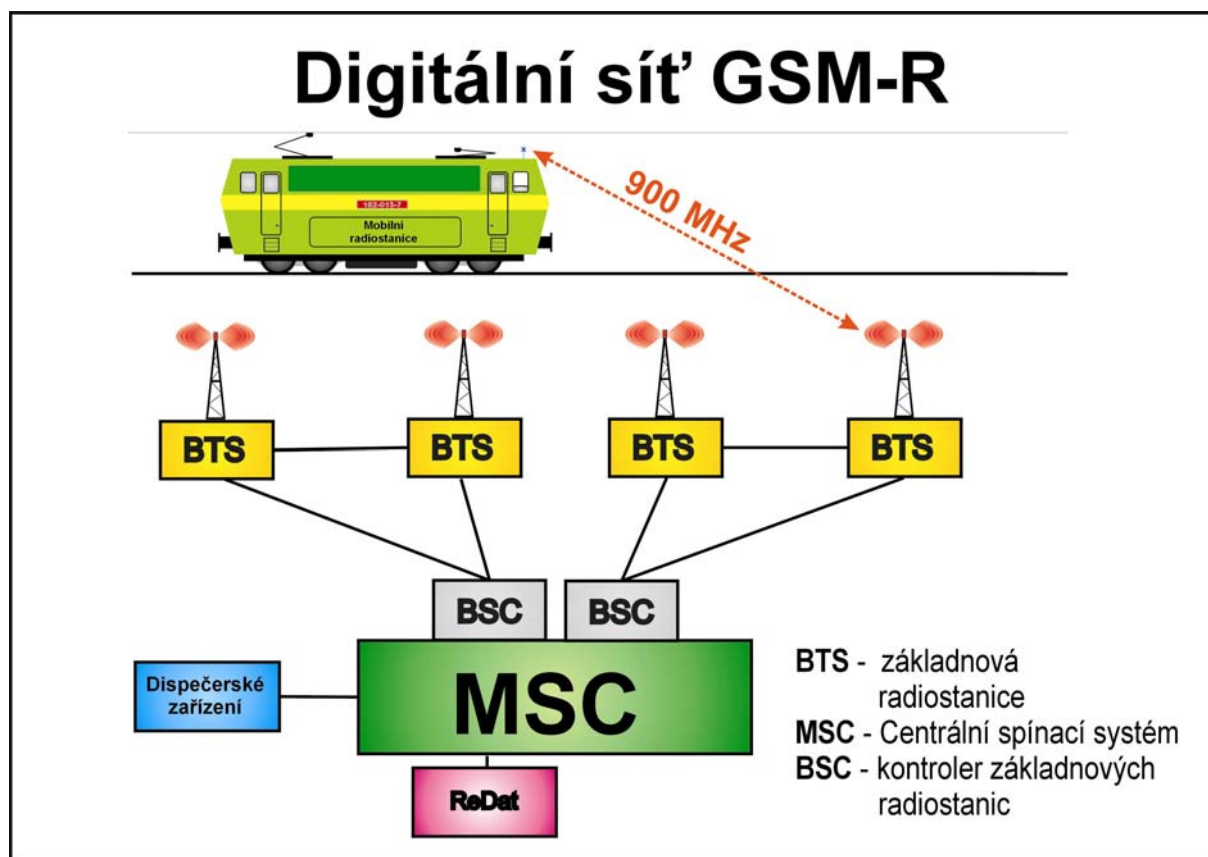 Digitální síť GSM-R
900 MHz
182-013-7
Mobilní
radiostanice
BTS
BTS
BTS
BTS
BSC
BSC
Dispečerské
zařízení
MSC
ReDat
BTS - základnová
radiostanice
MSC - Centrální spínací systém
BSC - kontroler základnových
radiostanic